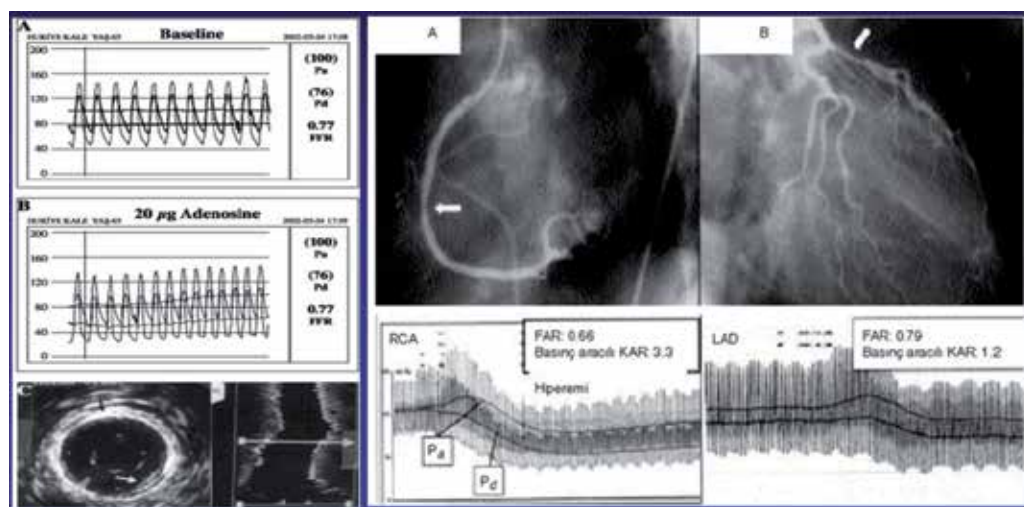 A
Baseline
200
160
120
80
40
0
(100)
Pa
(76)
Pd
0.77
FFR
B
20 µg Adenosine
200
160
120
80
40
0
(100)
Pa
(76)
Pd
0.77
FFR
C
A
B
RCA
FAR: 0.66
Basınç aracılı KAR: 3.3
Hiperemi
Pa
Pd
LAD
FAR: 0.79
Basınç aracılı KAR: 1.2